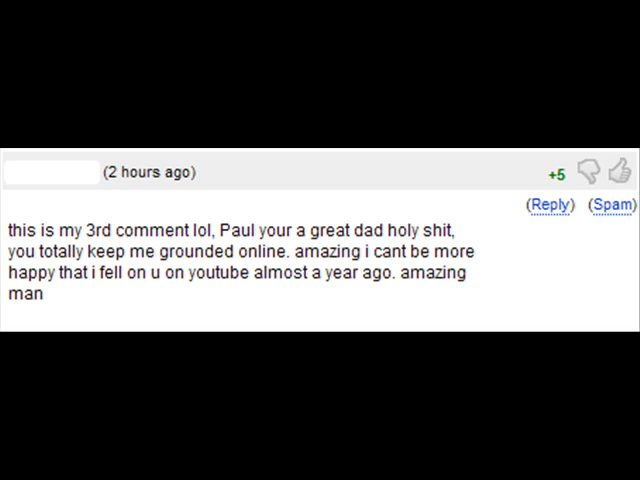 (2 hours ago)
+5
(Reply) (Spam)
this is my 3rd comment lol, Paul your a great dad holy shit,
you totally keep me grounded online. amazing i cant be more
happy that i fell on u on youtube almost a year ago. amazing
man